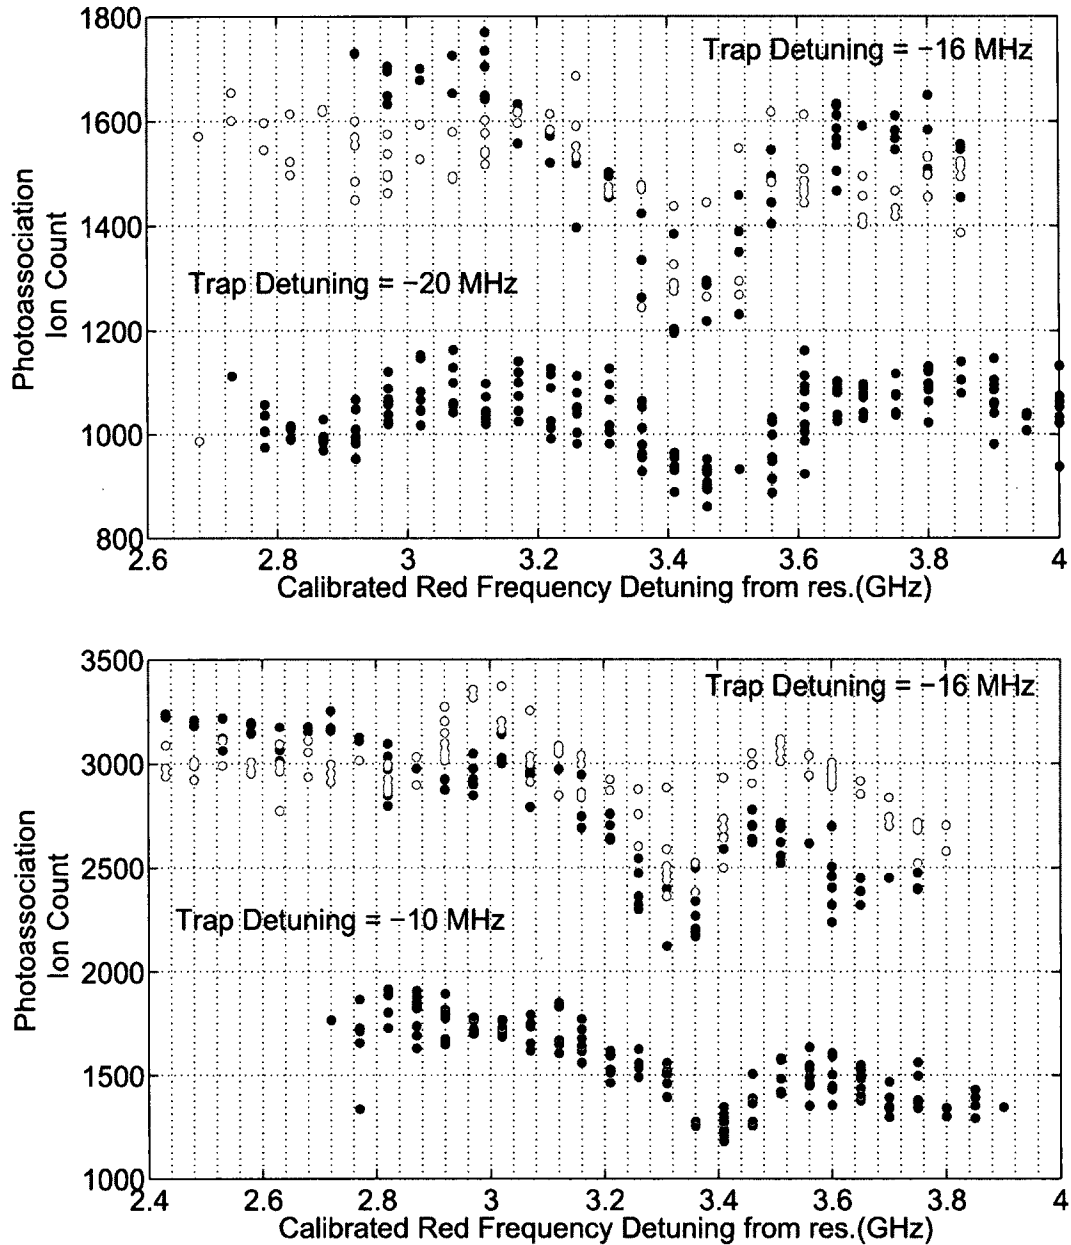 1800
1600
1400
1200
1000
800
Photoassociation
Ion Count
Trap Detuning = −16 MHz
Trap Detuning = −20 MHz
2.6 2.8 3 3.2 3.4 3.6 3.8 4
Calibrated Red Frequency Detuning from res.(GHz)
3500
3000
2500
2000
1500
1000
Photoassociation
Ion Count
Trap Detuning = −16 MHz
Trap Detuning = −10 MHz
2.4 2.6 2.8 3 3.2 3.4 3.6 3.8 4
Calibrated Red Frequency Detuning from res.(GHz)